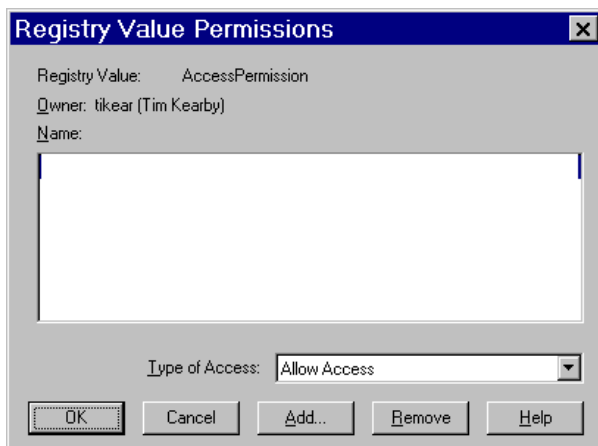 Registry Value Permissions
Registry Value: AccessPermission
Owner: tikear (Tim Kearby)
Name:
Type of Access: Allow Access
OK Cancel Add... Remove Help